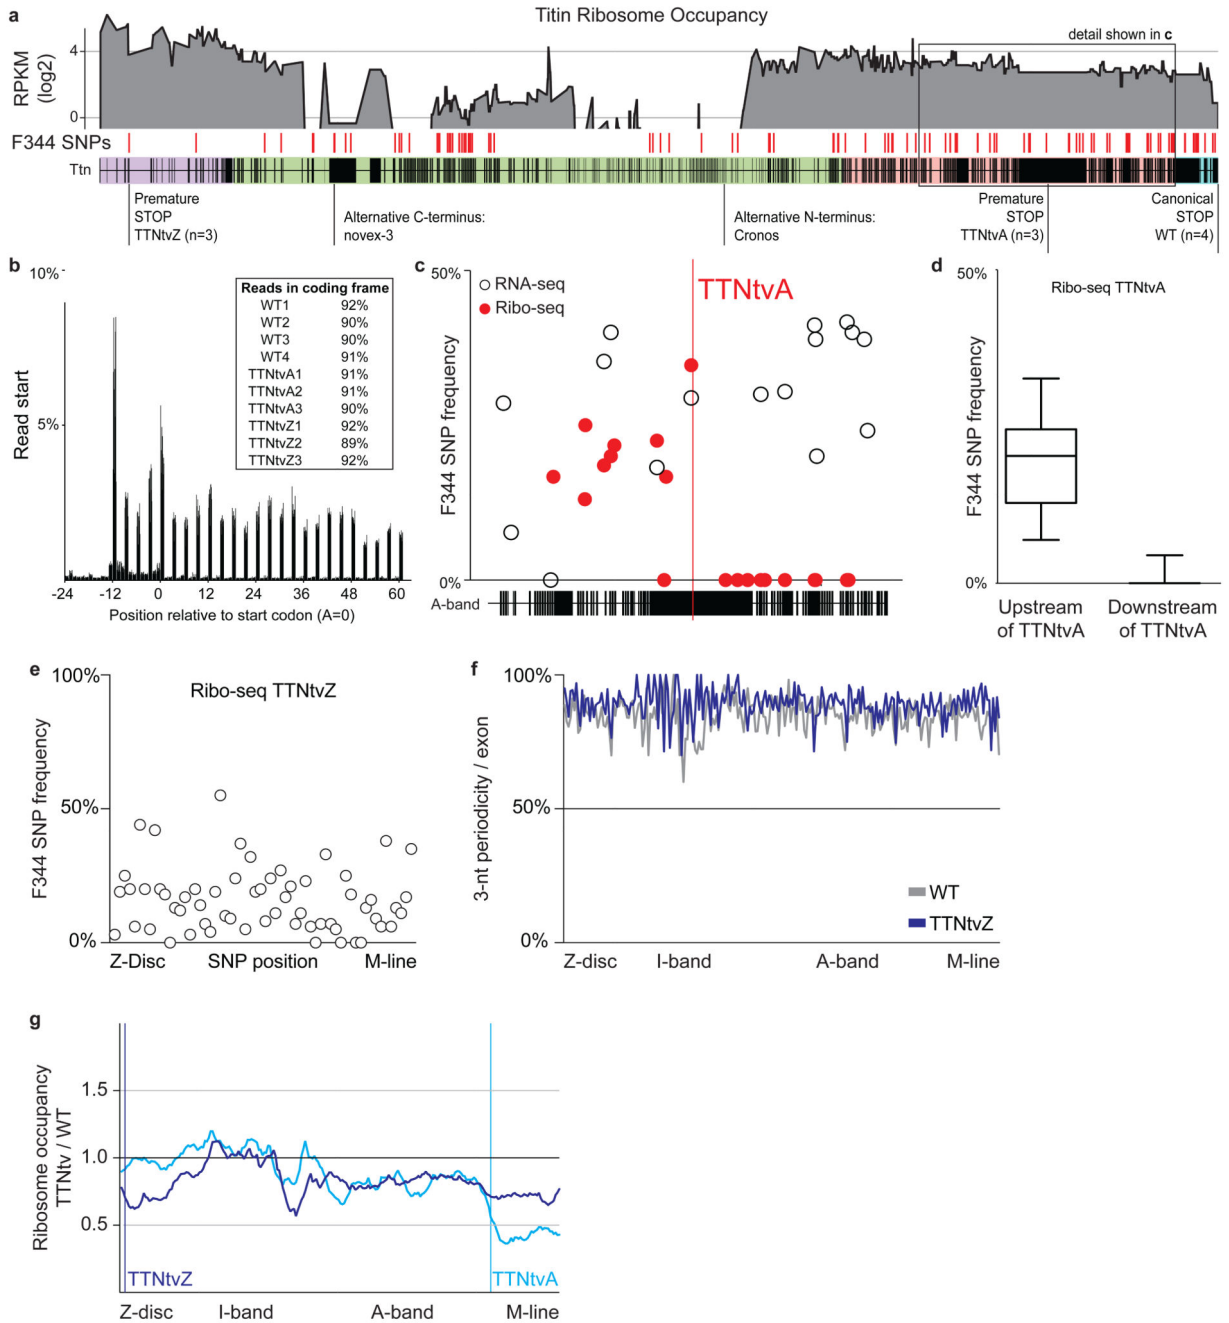 a
Titin Ribosome Occupancy
detail shown in c
RPKM
(log2)
4
0
F344 SNPs
Ttn
Premature
STOP
TTNtvZ (n=3)
Alternative C-terminus:
novex-3
Alternative N-terminus:
Cronos
Premature
STOP
TTNtvA (n=3)
Canonical
STOP
WT (n=4)
b
10%
5%
Read start
Reads in coding frame
WT1 92%
WT2 90%
WT3 90%
WT4 91%
TTNtvA1 91%
TTNtvA2 91%
TTNtvA3 90%
TTNtvZ1 92%
TTNtvZ2 89%
TTNtvZ3 92%
-24 -12 0 12 24 36 48 60
Position relative to start codon (A=0)
c
50%
0%
F344 SNP frequency
RNA-seq
Ribo-seq
TTNtvA
A-band
d
50%
0%
F344 SNP frequency
Ribo-seq TTNtvA
Upstream
of TTNtvA
Downstream
of TTNtvA
e
100%
50%
0%
F344 SNP frequency
Ribo-seq TTNtvZ
Z-Disc SNP position M-line
f
100%
50%
0%
3-nt periodicity / exon
WT
TTNtvZ
Z-disc I-band A-band M-line
g
Ribosome occupancy
TTNtv / WT
1.5
1.0
0.5
TTNtvZ
TTNtvA
Z-disc I-band A-band M-line